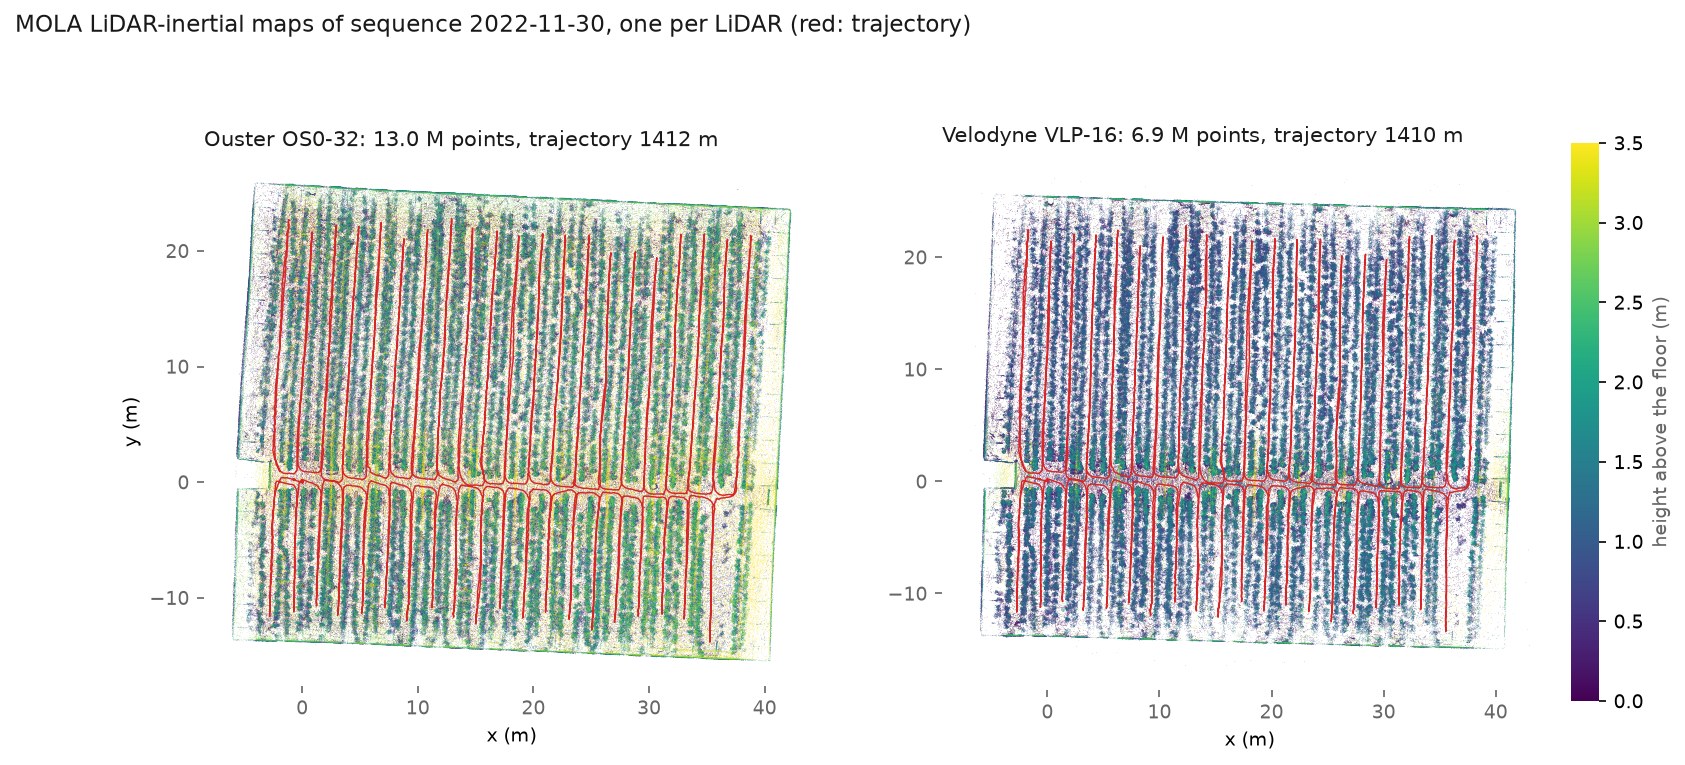 MOLA LiDAR-inertial maps of sequence 2022-11-30, one per LiDAR (red: trajectory)
Ouster OS0-32: 13.0 M points, trajectory 1412 m
Velodyne VLP-16: 6.9 M points, trajectory 1410 m
y (m)
20
10
0
−10
0 10 20 30 40
x (m)
20
10
0
−10
0 10 20 30 40
x (m)
3.5
3.0
2.5
2.0
1.5
1.0
0.5
0.0
height above the floor (m)